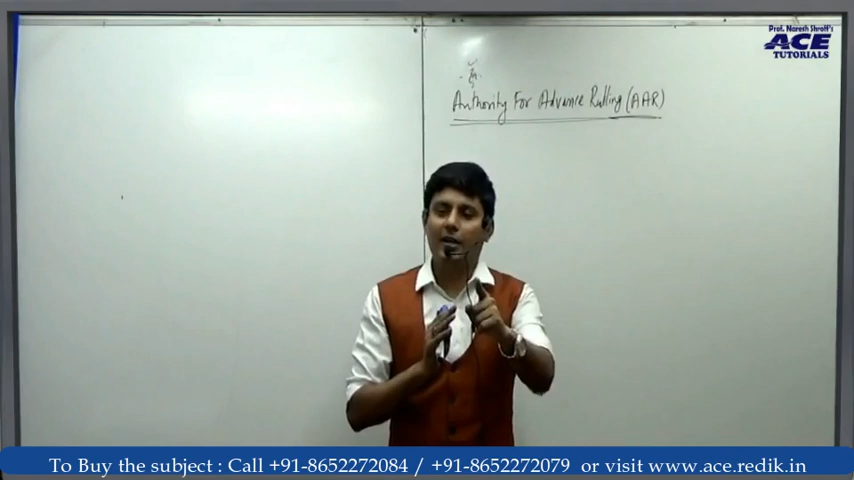 Prof. Naresh Shroff's
ACE
TUTORIALS
Authority For Advance Rulling (AAR)
To Buy the subject : Call +91-8652272084 / +91-8652272079 or visit www.ace.redik.in